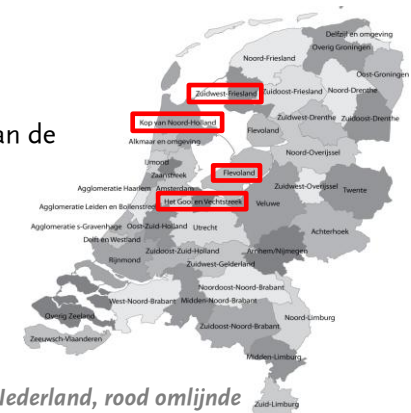 Delfzijl en omgeving
Noord-Friesland
Overig Groningen
Oost-Groningen
Zuidwest-Friesland
Zuidoost-Friesland
Noord-Drenthe
Kop van Noord-Holland
Zuidwest-Drenthe
Zuidoost-Drenthe
an de
Flevoland
Alkmaar en omgeving
Noord-Overijssel
IJmond
Zaanstreek
Flevoland
Agglomeratie Haarlem
Amsterdam
Zuidwest-Overijssel
Twente
Agglomeratie Leiden en Bollenstreek
Het Gooi en Vechtstreek
Veluwe
Agglomeratie s-Gravenhage
Oost-Zuid-Holland
Utrecht
Achterhoek
Delft en Westland
Zuidoost-Zuid-Holland
Arnhem/Nijmegen
Rijnmond
Zuidwest-Gelderland
Noordoost-Noord-Brabant
West-Noord-Brabant
Midden-Noord-Brabant
Overig Zeeland
Noord-Limburg
Zuidoost-Noord-Brabant
Zeeuwsch-Vlaanderen
Midden-Limburg
Nederland, rood omlijnde
Zuid-Limburg